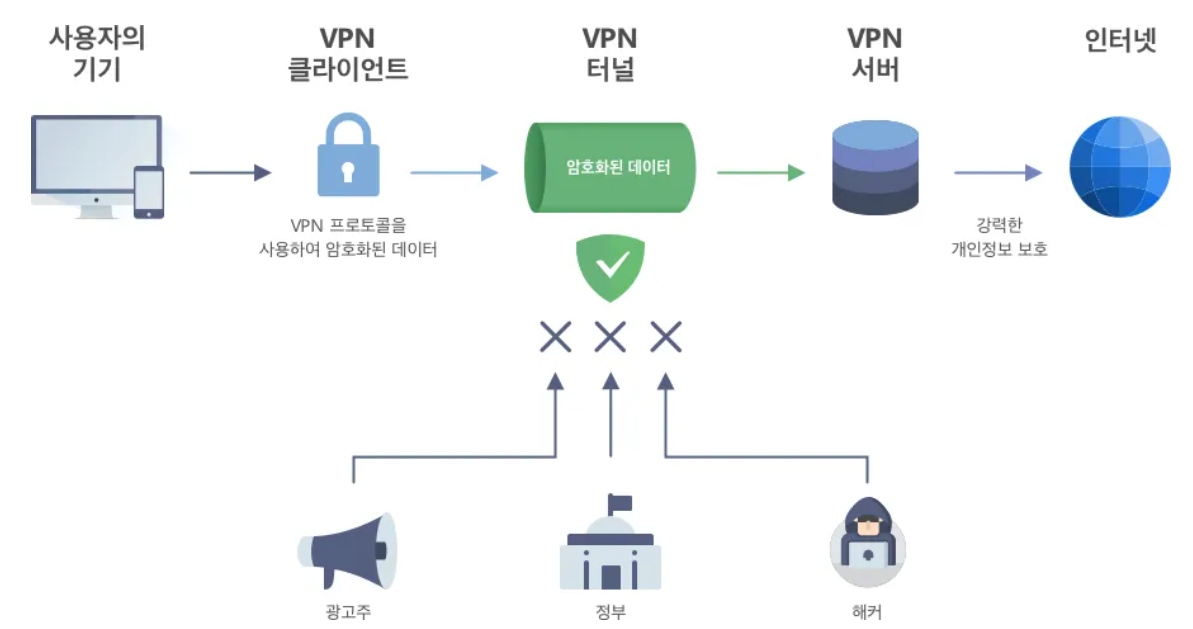 사용자의
기기
VPN
클라이언트
VPN
터널
VPN
서버
인터넷
암호화된 데이터
VPN 프로토콜을
사용하여 암호화된 데이터
강력한
개인정보 보호
광고주
정부
해커